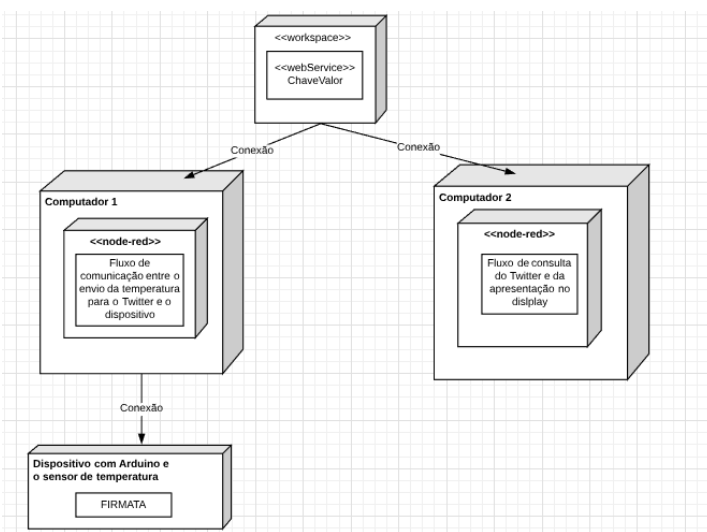 <<workspace>>
<<webService>>
ChaveValor
Conexão
Conexão
Computador 1
<<node-red>>
Fluxo de
comunicação entre o
envio da temperatura
para o Twitter e o
dispositivo
Computador 2
<<node-red>>
Fluxo de consulta
do Twitter e da
apresentação no
dislplay
Conexão
Dispositivo com Arduino e
o sensor de temperatura
FIRMATA